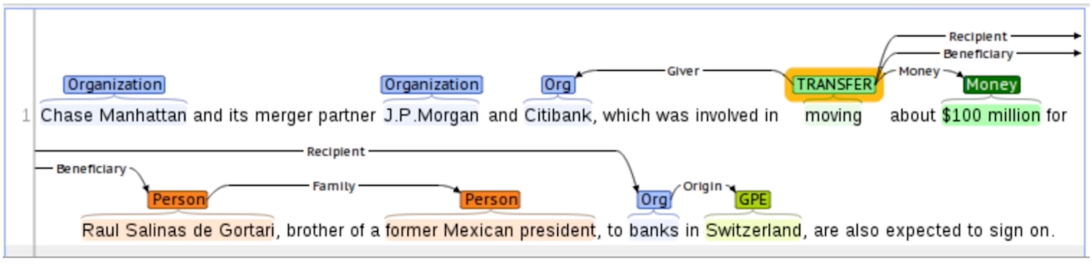 Recipient
Beneficiary
Organization Organization Org Giver TRANSFER Money Money
1 Chase Manhattan and its merger partner J.P.Morgan and Citibank, which was involved in moving about $100 million for
Recipient
Beneficiary
Person Family Person Org Origin GPE
Raul Salinas de Gortari, brother of a former Mexican president, to banks in Switzerland, are also expected to sign on.